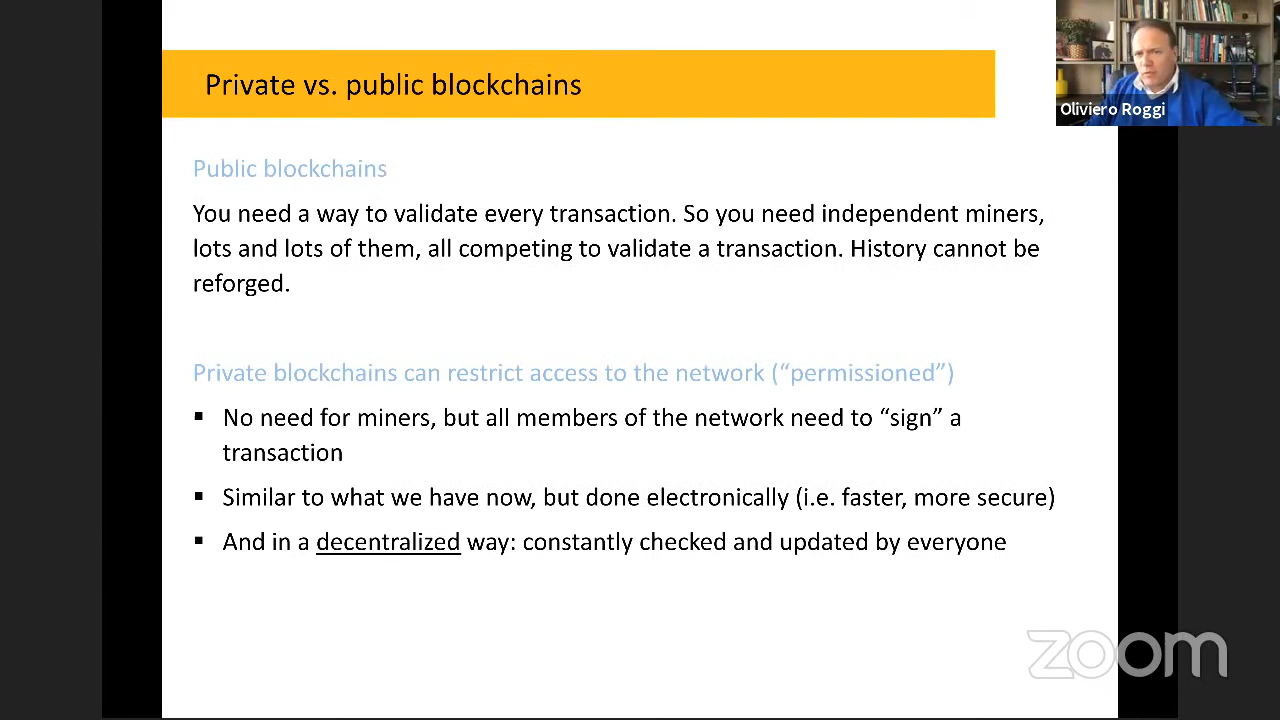 Private vs. public blockchains
Oliviero Roggi
Public blockchains
You need a way to validate every transaction. So you need independent miners,
lots and lots of them, all competing to validate a transaction. History cannot be
reforged.
Private blockchains can restrict access to the network (“permissioned”)
▪ No need for miners, but all members of the network need to “sign” a
transaction
▪ Similar to what we have now, but done electronically (i.e. faster, more secure)
▪ And in a decentralized way: constantly checked and updated by everyone
zoom